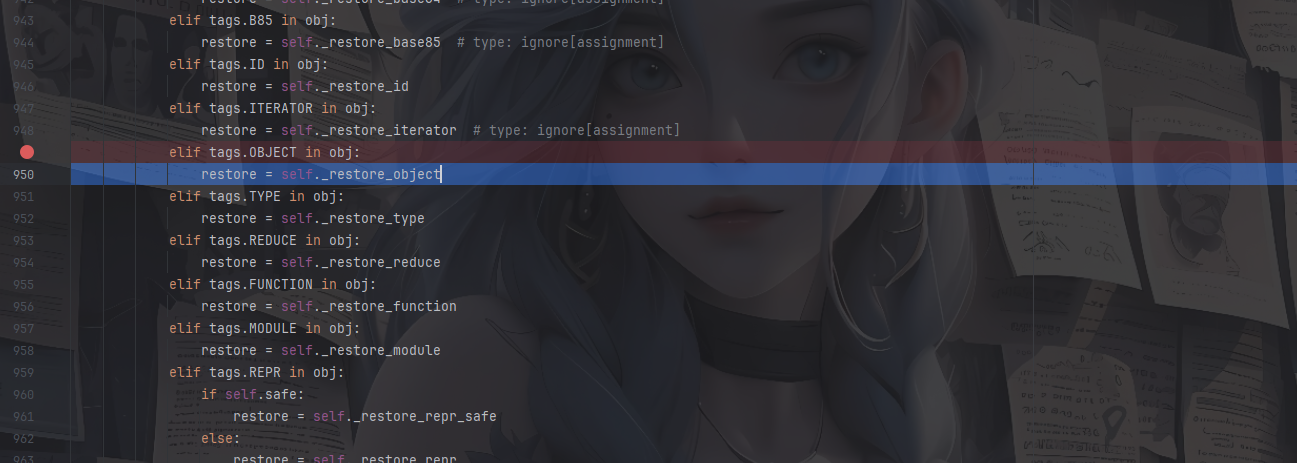 942 restore = self._restore_base64  # type: ignore[assignment]
943 elif tags.B85 in obj:
944 restore = self._restore_base85  # type: ignore[assignment]
945 elif tags.ID in obj:
946 restore = self._restore_id
947 elif tags.ITERATOR in obj:
948 restore = self._restore_iterator  # type: ignore[assignment]
elif tags.OBJECT in obj:
950 restore = self._restore_object
951 elif tags.TYPE in obj:
952 restore = self._restore_type
953 elif tags.REDUCE in obj:
954 restore = self._restore_reduce
955 elif tags.FUNCTION in obj:
956 restore = self._restore_function
957 elif tags.MODULE in obj:
958 restore = self._restore_module
959 elif tags.REPR in obj:
960 if self.safe:
961 restore = self._restore_repr_safe
962 else:
963 restore = self._restore_repr